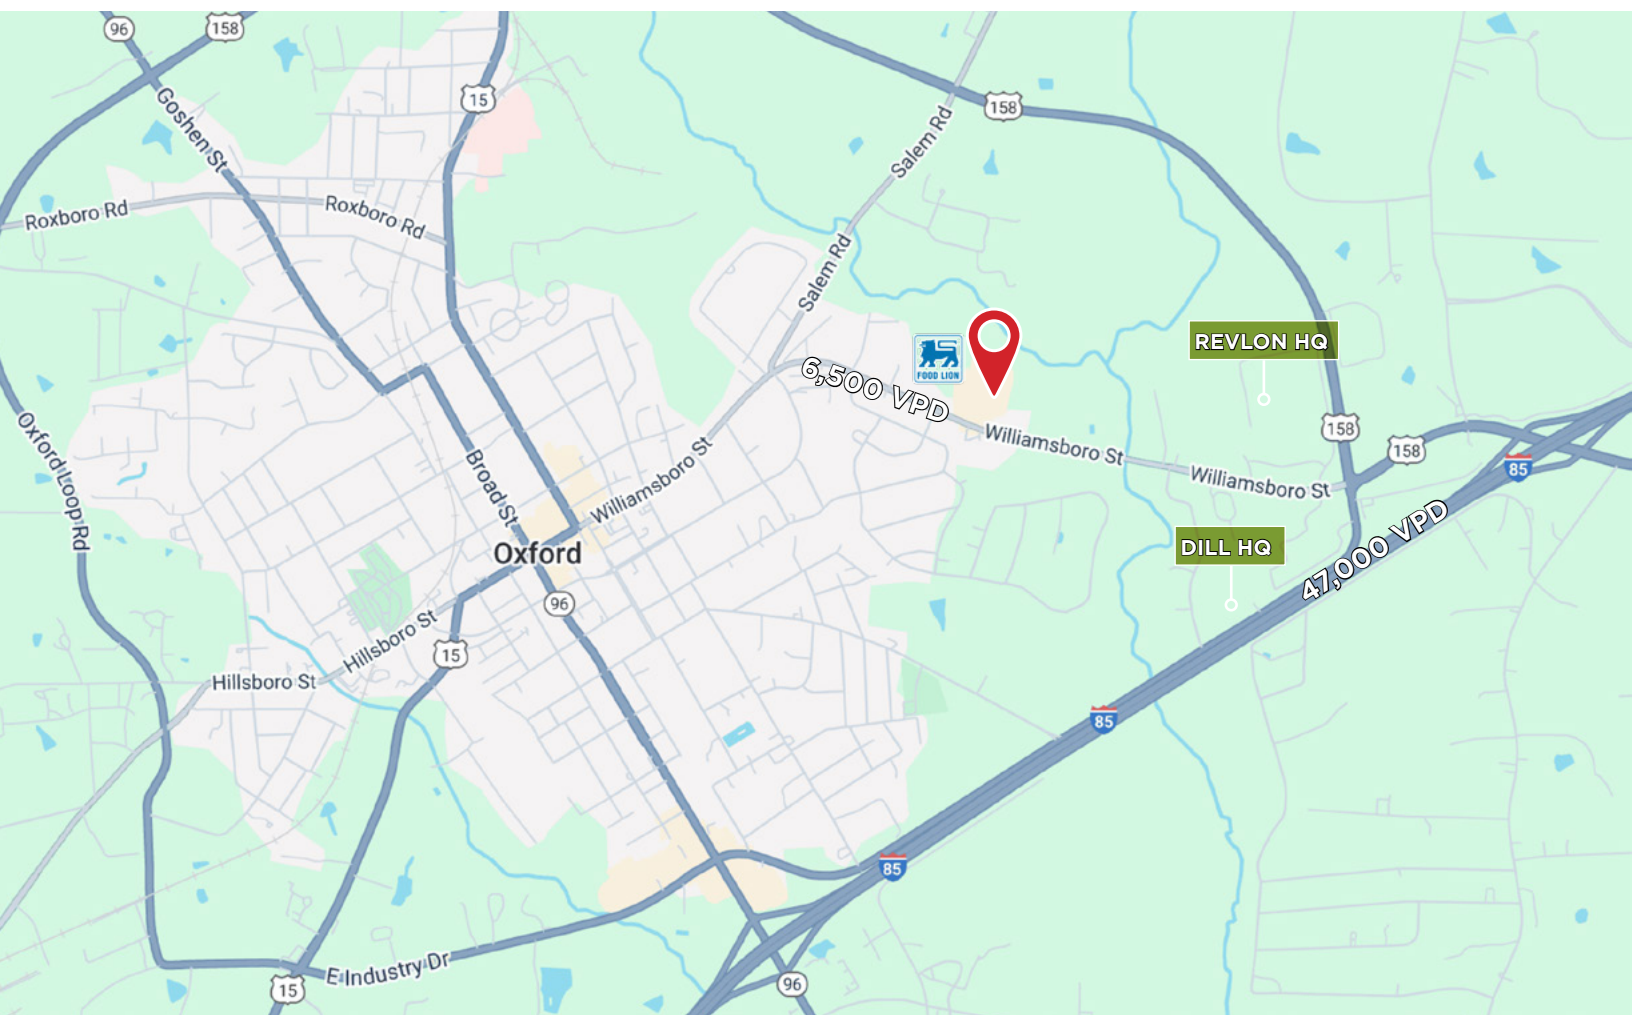 96
158
15
158
Goshen St
Salem Rd
Roxboro Rd
Roxboro Rd
Salem Rd
REVLON HQ
FOOD LION
6,500 VPD
Oxford Loop Rd
Broad St
Williamsboro St
Williamsboro St
Williamsboro St
158
158
85
47,000 VPD
DILL HQ
Oxford
96
Hillsboro St
15
Hillsboro St
85
85
E Industry Dr
15
96